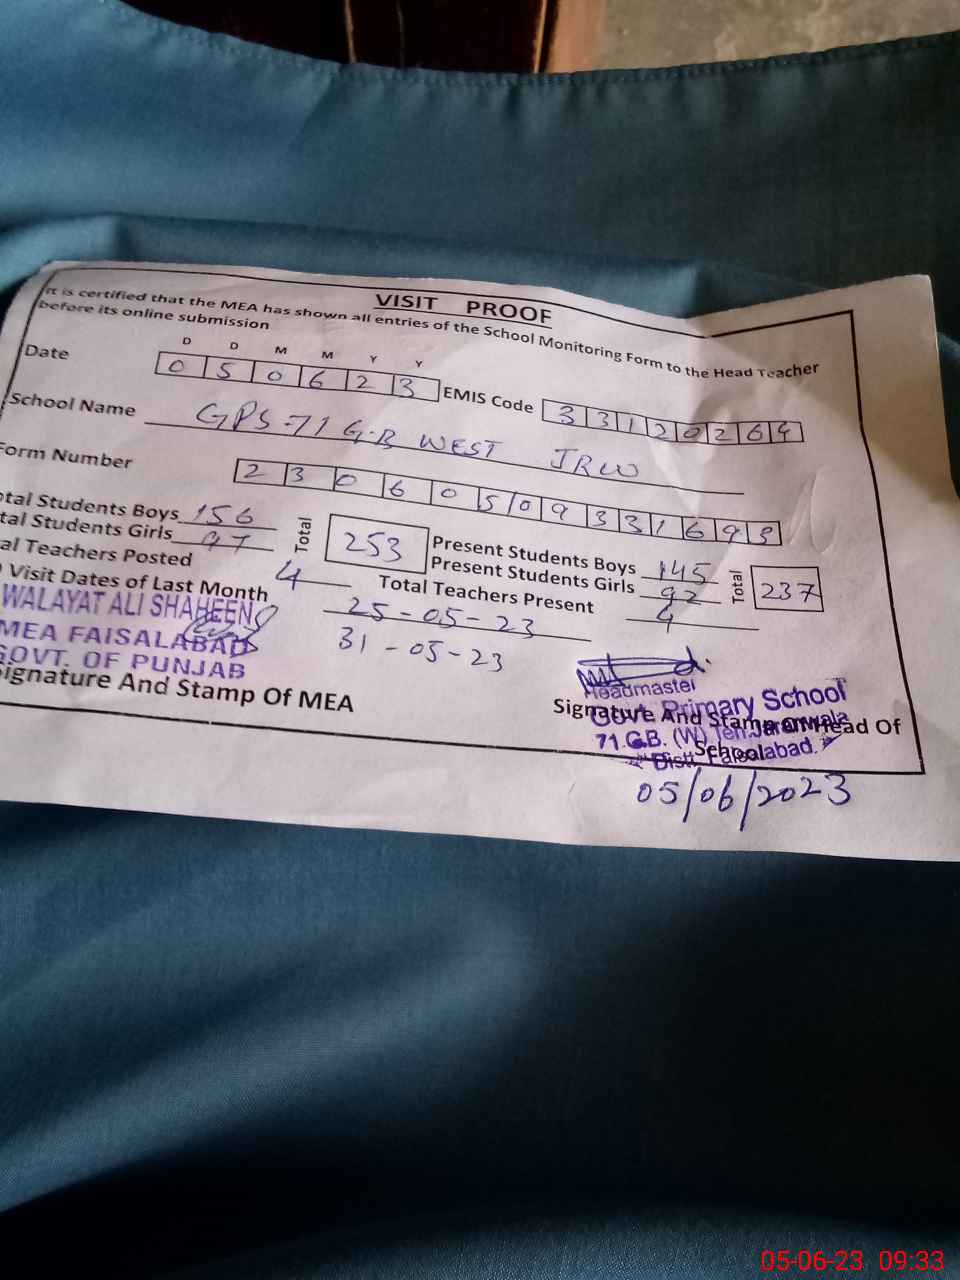 VISIT PROOF
It is certified that the MEA has shown all entries of the School Monitoring Form to the Head Teacher
before its online submission
D D M M Y Y
Date 0 5 0 6 2 3 EMIS Code 3 3 1 2 0 2 6 4
School Name GPS-71 G-B WEST JRW
Form Number 2 3 0 6 0 5 0 9 3 3 1 6 9 3
otal Students Boys 156 Total 253 Present Students Boys 145 Total 237
tal Students Girls 97 Present Students Girls 92
al Teachers Posted 4 Total Teachers Present 4
Visit Dates of Last Month 25-05-23
31-05-23
WALAYAT ALI SHAHEEN
MEA FAISALABAD
GOVT. OF PUNJAB
Signature And Stamp Of MEA
Headmaster
Govt. Primary School
Signature And Stamp Of Head Of
71.G.B. (W) Teh Jaranwala
School
Distt. Faisalabad.
05/06/2023
05-06-23 09:33